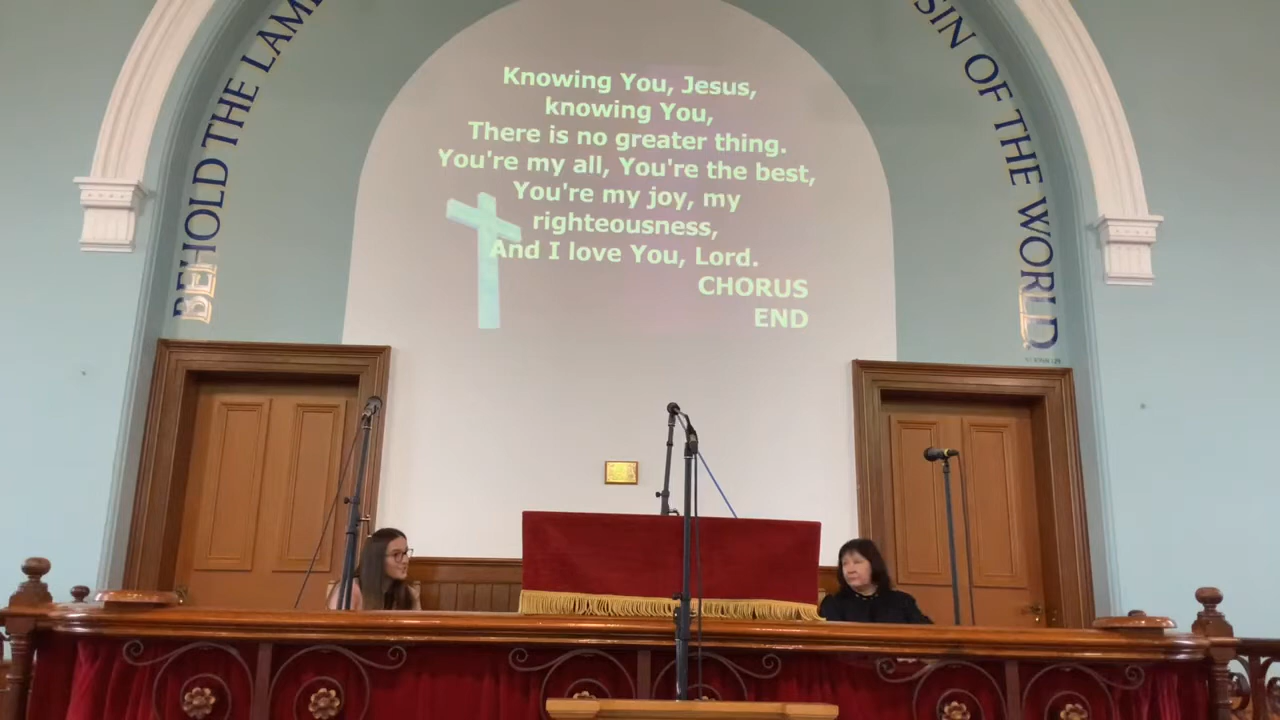 BEHOLD THE LAM
SIN OF THE WORLD.
Knowing You, Jesus,
knowing You,
There is no greater thing.
You're my all, You're the best,
You're my joy, my
righteousness,
And I love You, Lord.
CHORUS
END